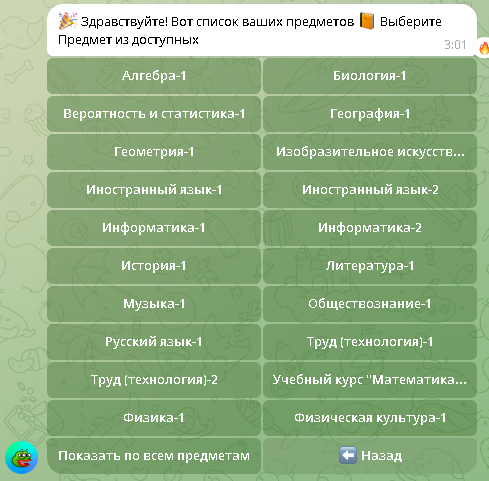 🎉 Здравствуйте! Вот список ваших предметов 📙 Выберите
Предмет из доступных
3:01
Алгебра-1
Биология-1
Вероятность и статистика-1
География-1
Геометрия-1
Изобразительное искусств...
Иностранный язык-1
Иностранный язык-2
Информатика-1
Информатика-2
История-1
Литература-1
Музыка-1
Обществознание-1
Русский язык-1
Труд (технология)-1
Труд (технология)-2
Учебный курс "Математика...
Физика-1
Физическая культура-1
Показать по всем предметам
⬅️ Назад